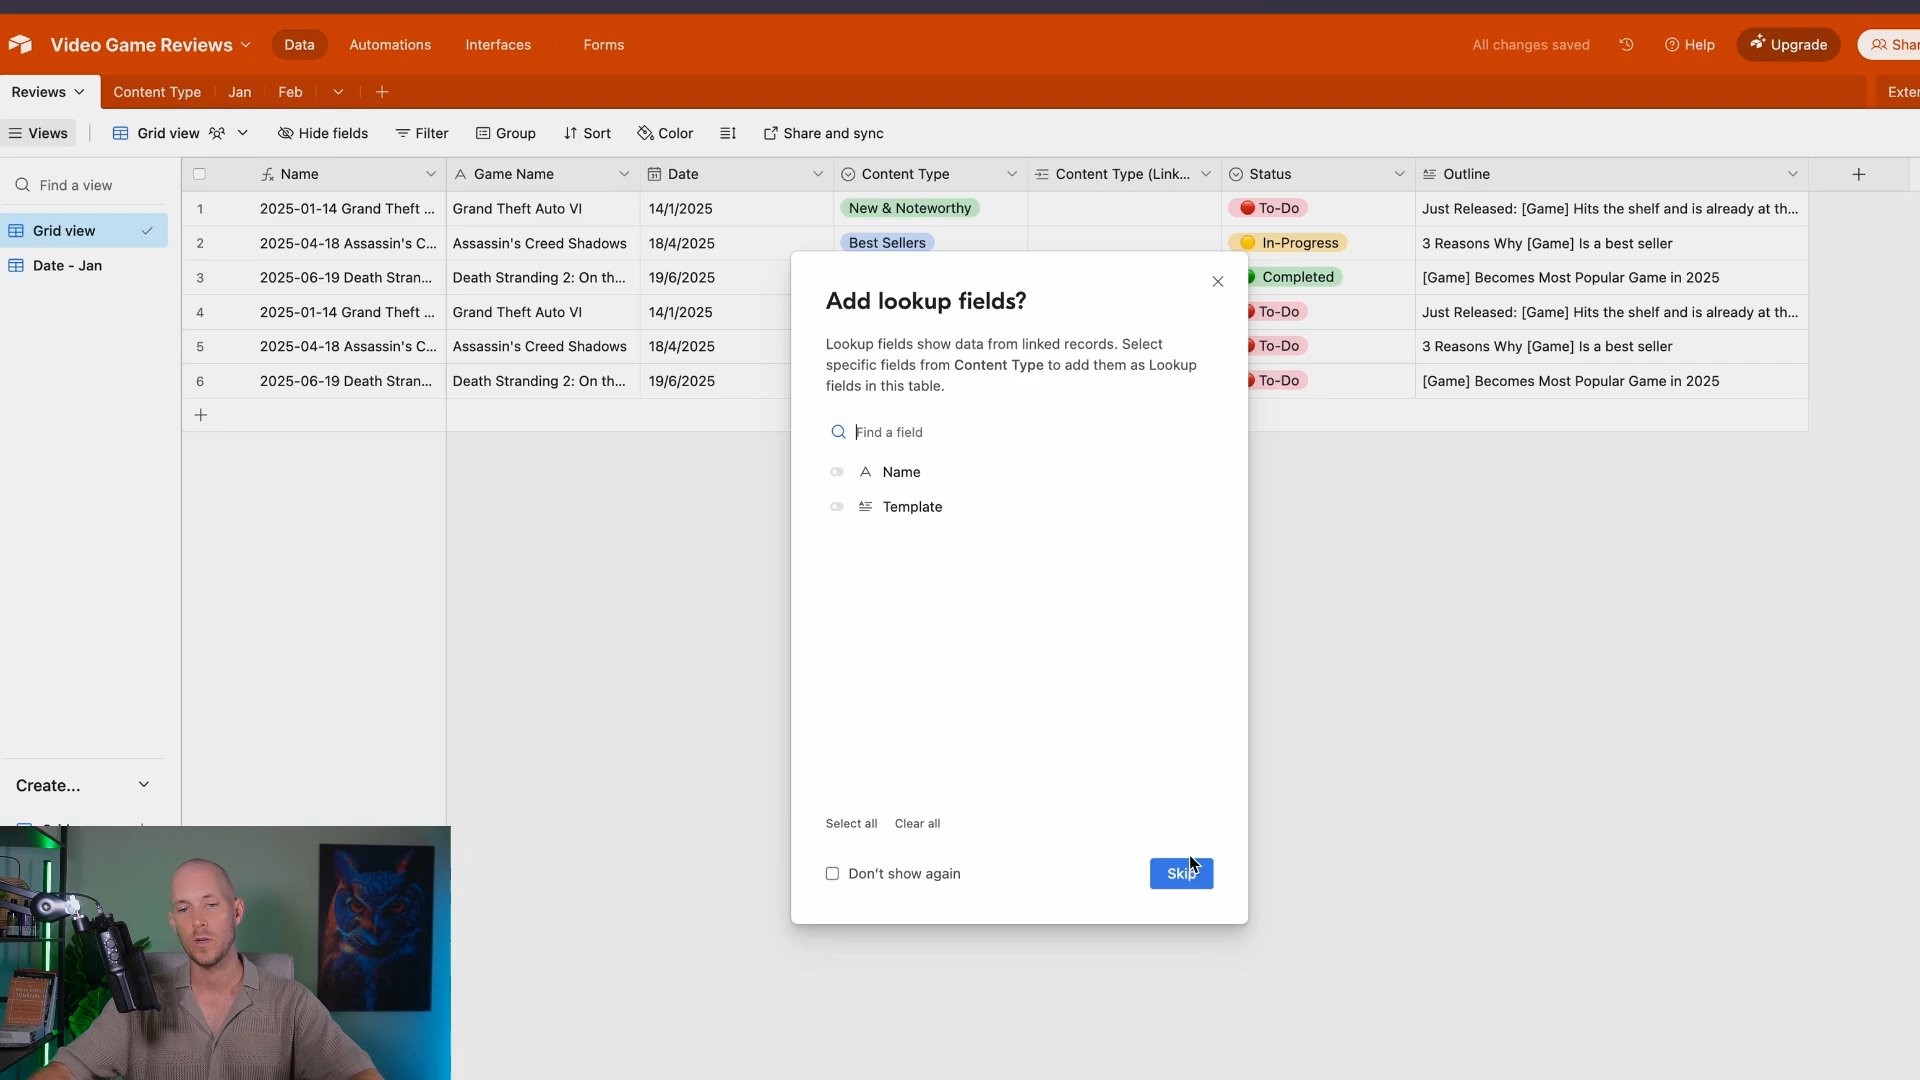 Video Game Reviews
Data
Automations
Interfaces
Forms
All changes saved
Help
Upgrade
Reviews
Content Type
Jan
Feb
Views
Grid view
Hide fields
Filter
Group
Sort
Color
Share and sync
Find a view
Grid view
Date - Jan
Name
Game Name
Date
Content Type
Content Type (Link...
Status
Outline
1 2025-01-14 Grand Theft ... Grand Theft Auto VI 14/1/2025 New & Noteworthy To-Do Just Released: [Game] Hits the shelf and is already at th...
2 2025-04-18 Assassin's C... Assassin's Creed Shadows 18/4/2025 Best Sellers In-Progress 3 Reasons Why [Game] Is a best seller
3 2025-06-19 Death Stran... Death Stranding 2: On th... 19/6/2025 Completed [Game] Becomes Most Popular Game in 2025
4 2025-01-14 Grand Theft ... Grand Theft Auto VI 14/1/2025 To-Do Just Released: [Game] Hits the shelf and is already at th...
5 2025-04-18 Assassin's C... Assassin's Creed Shadows 18/4/2025 To-Do 3 Reasons Why [Game] Is a best seller
6 2025-06-19 Death Stran... Death Stranding 2: On th... 19/6/2025 To-Do [Game] Becomes Most Popular Game in 2025
Add lookup fields?
Lookup fields show data from linked records. Select
specific fields from Content Type to add them as Lookup
fields in this table.
Find a field
Name
Template
Select all
Clear all
Don't show again
Skip
Create...